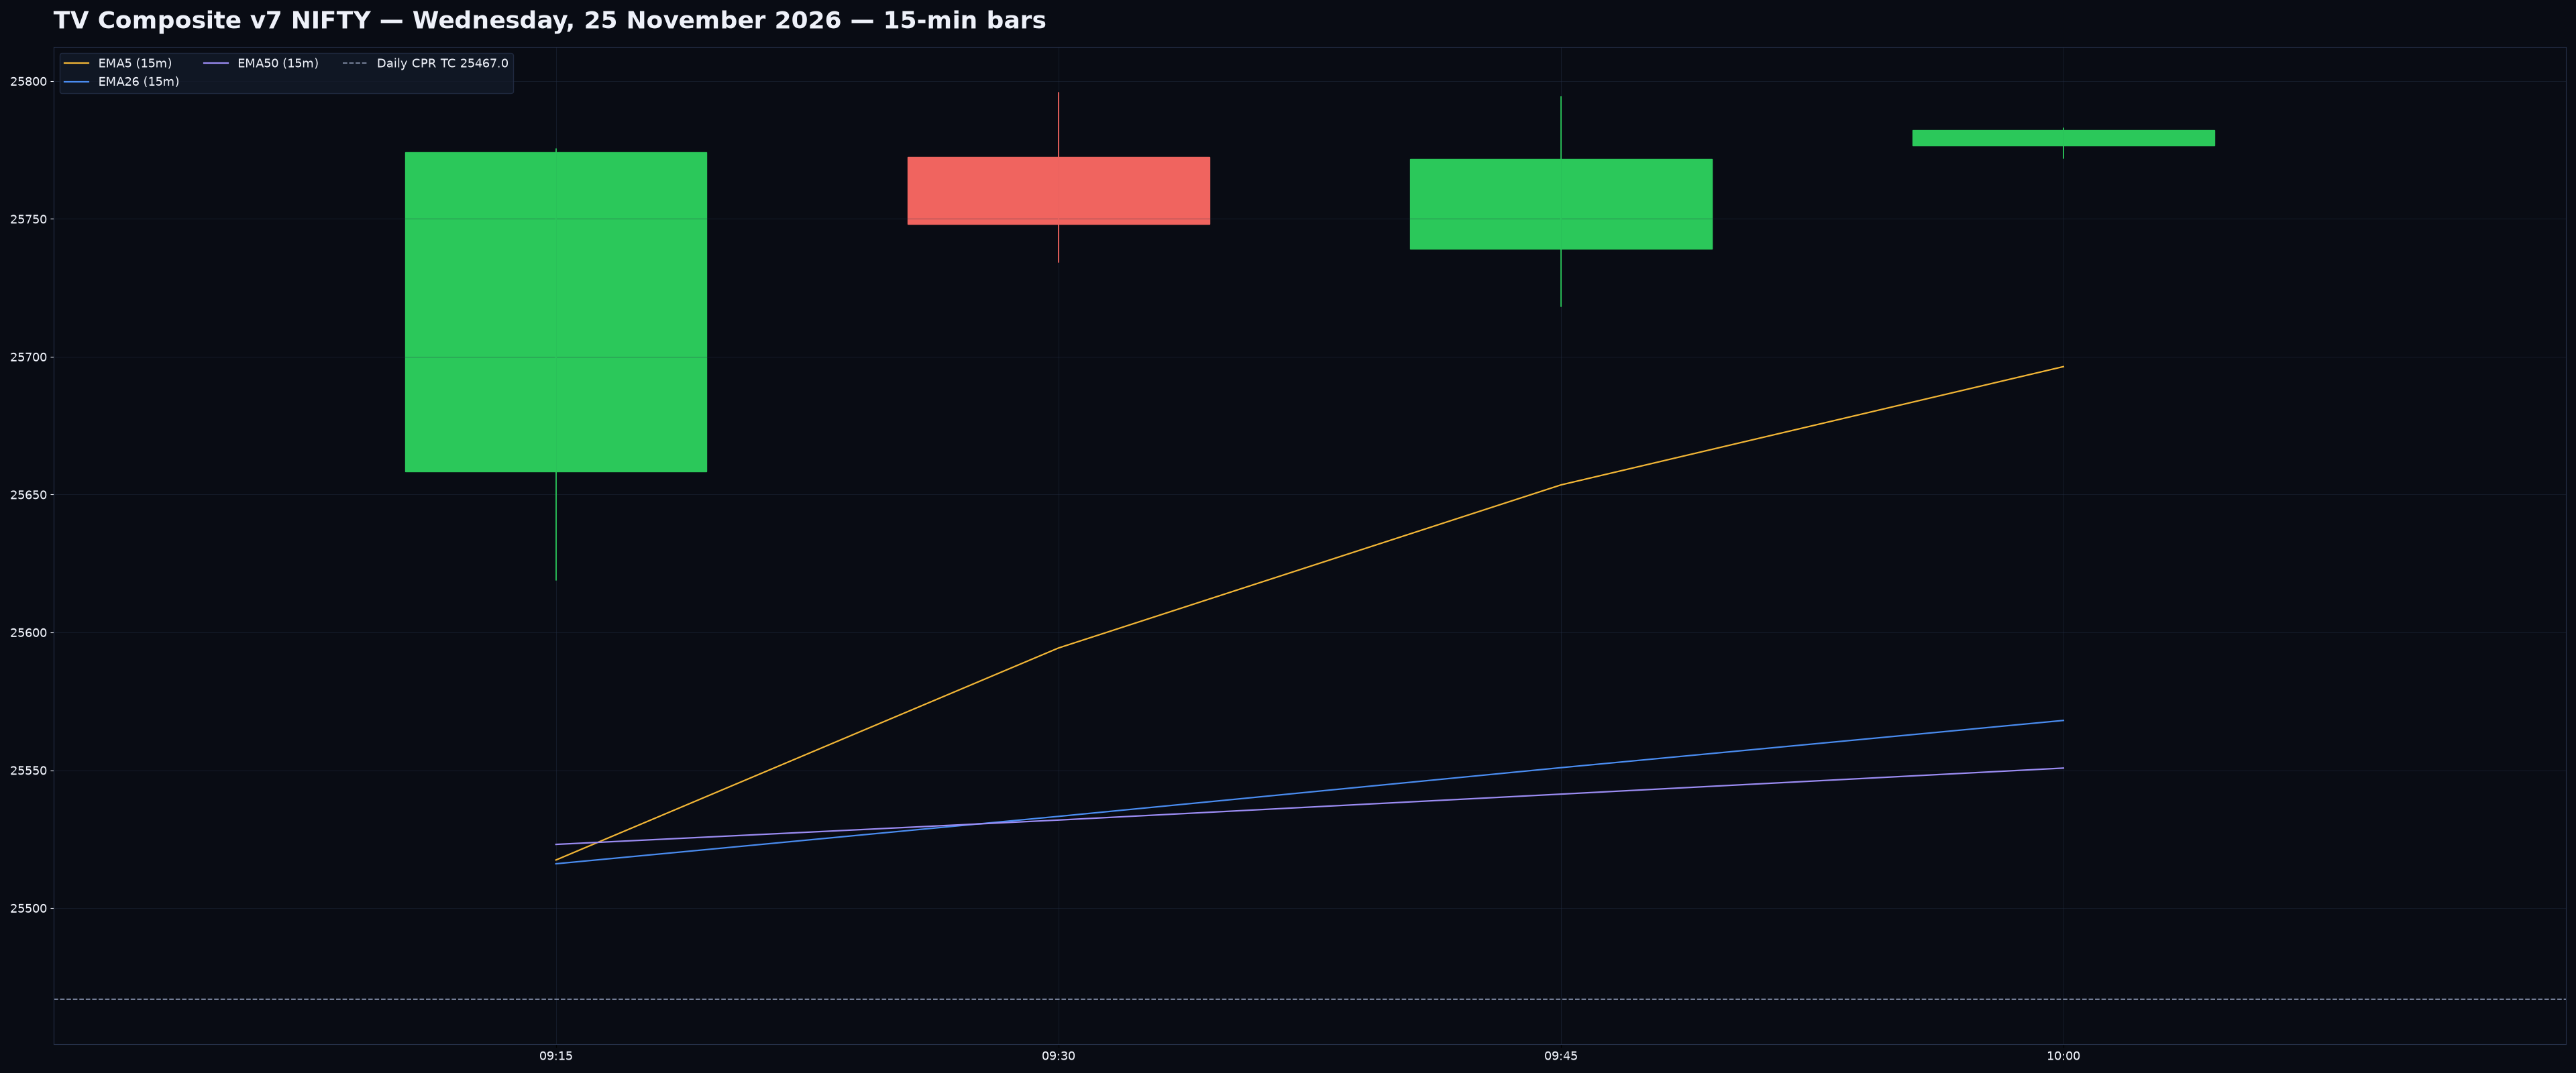 TV Composite v7 NIFTY — Wednesday, 25 November 2026 — 15-min bars
EMA5 (15m) EMA50 (15m) Daily CPR TC 25467.0
EMA26 (15m)
25800
25750
25700
25650
25600
25550
25500
09:15 09:30 09:45 10:00